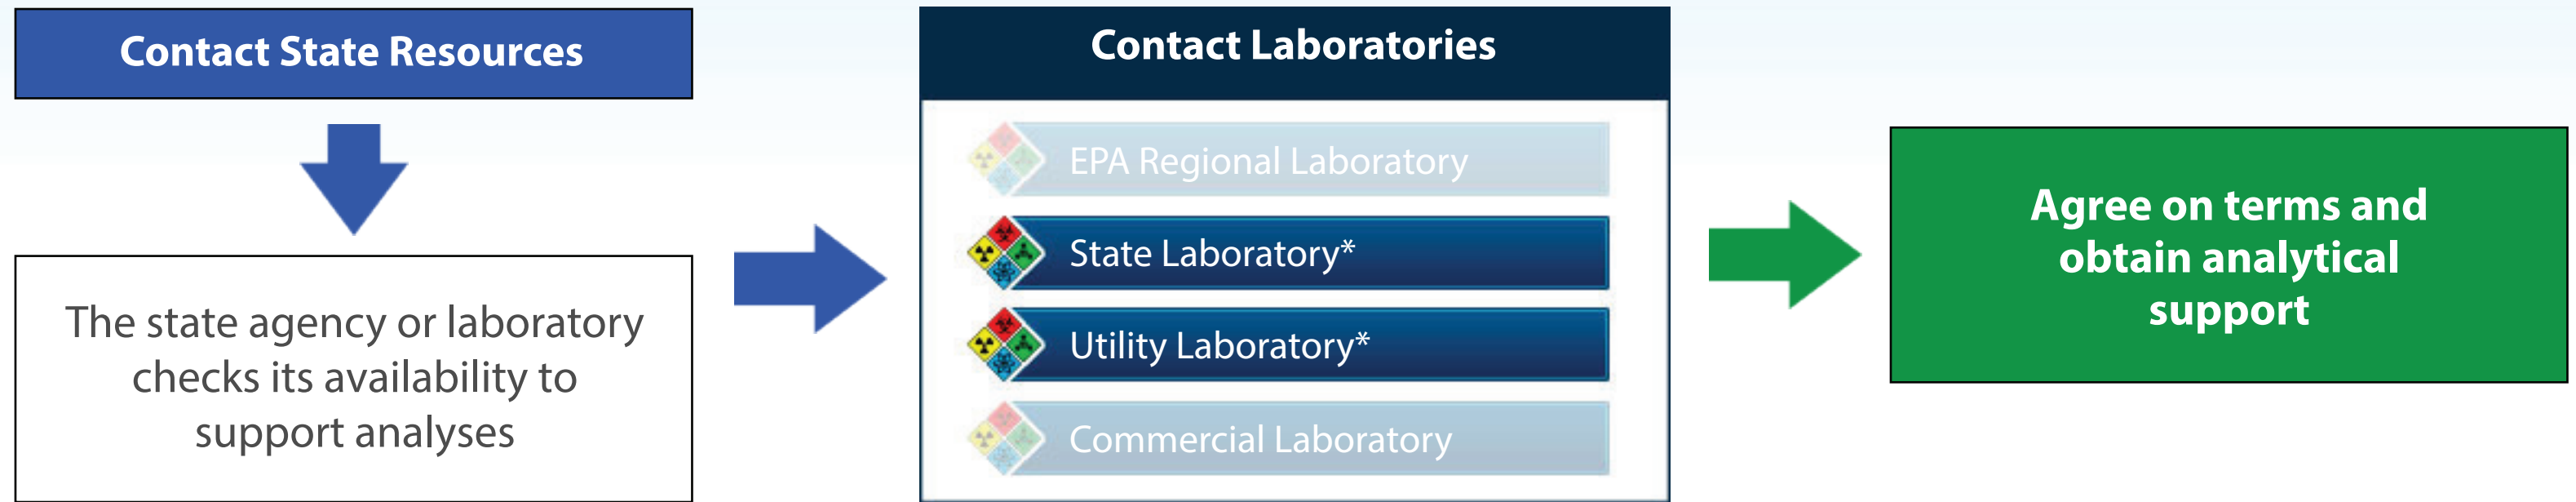 Contact State Resources
The state agency or laboratory
checks its availability to
support analyses
Contact Laboratories
EPA Regional Laboratory
State Laboratory*
Utility Laboratory*
Commercial Laboratory
Agree on terms and
obtain analytical
support